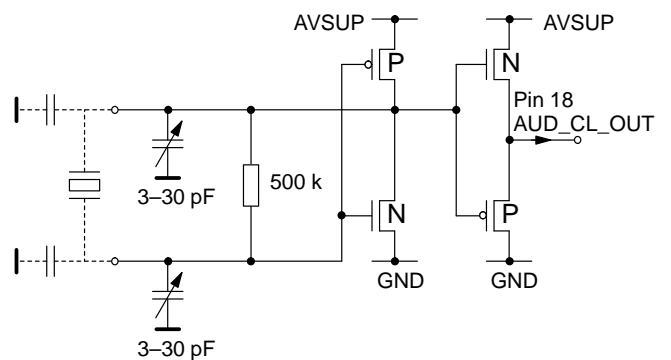 AVSUP
AVSUP
P
N
Pin 18
AUD_CL_OUT
3–30 pF
500 k
N
P
GND
GND
3–30 pF